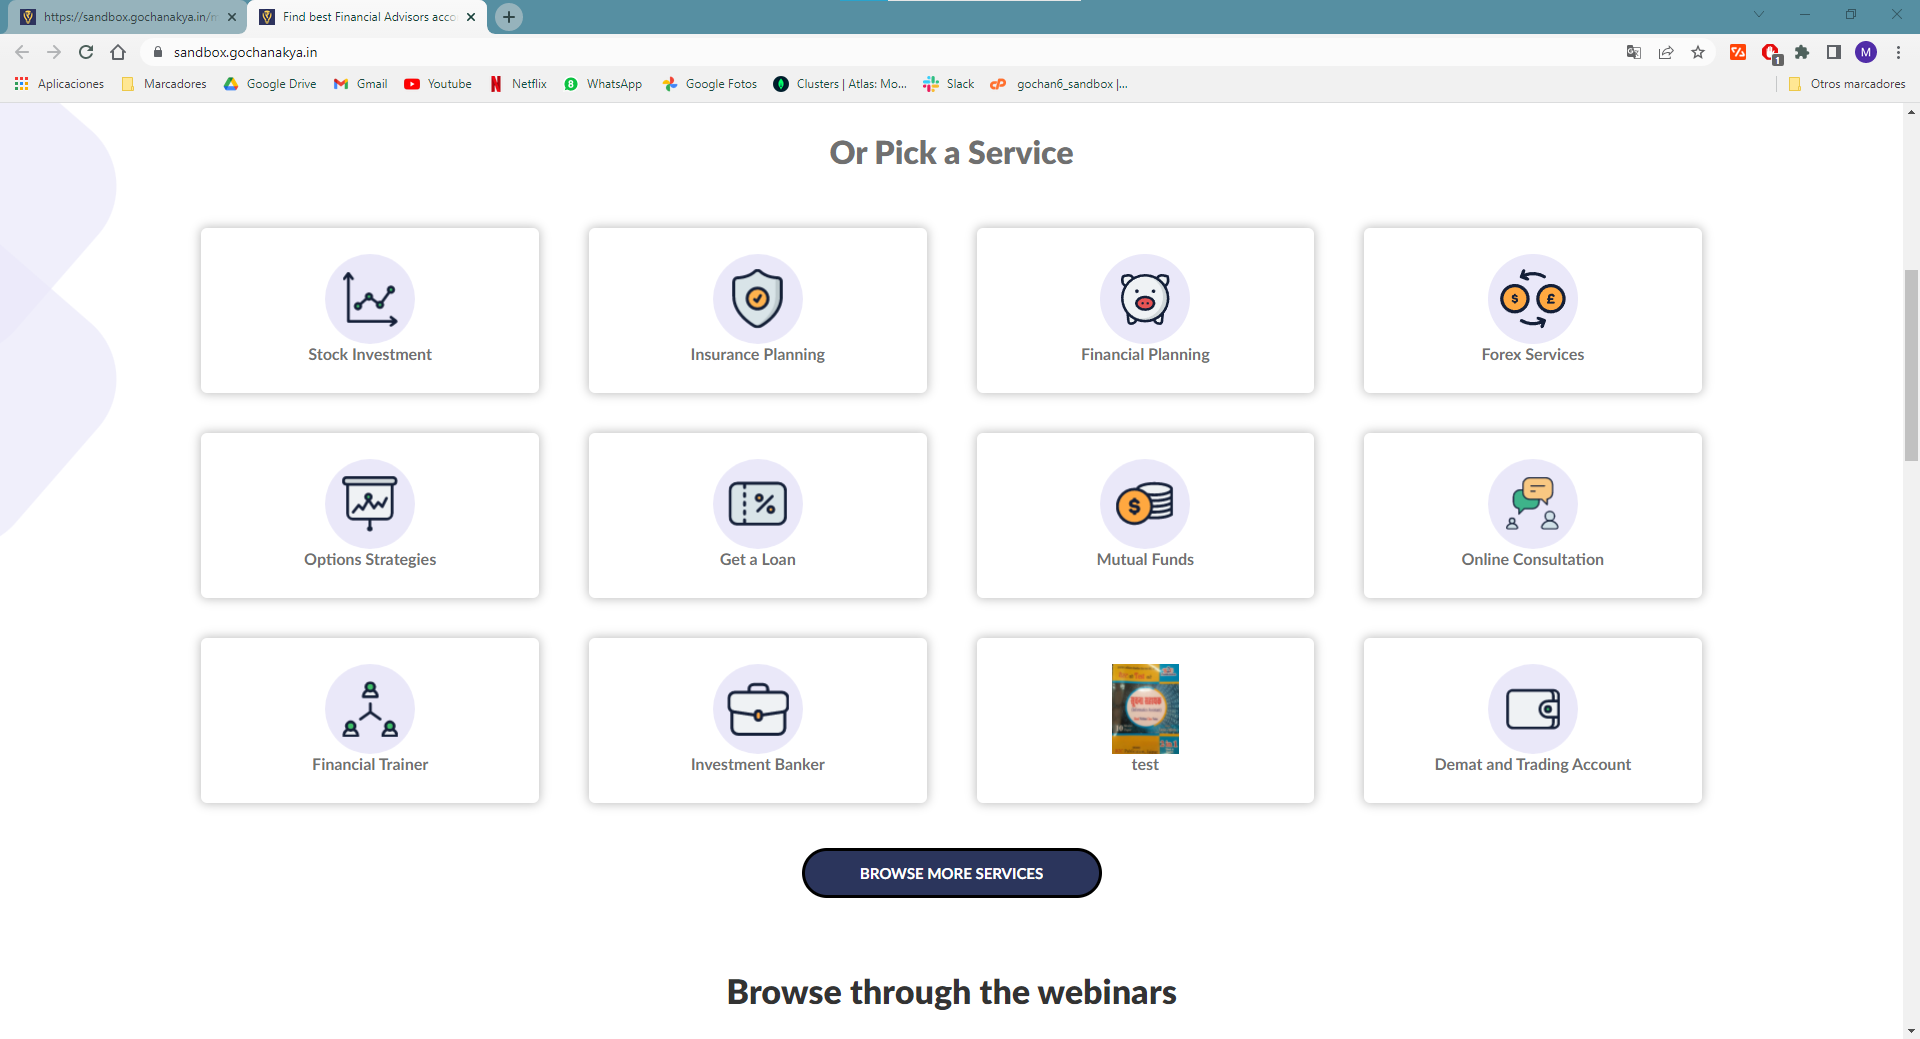 https://sandbox.gochanakya.in/m
Find best Financial Advisors acco
sandbox.gochanakya.in
1
M
Aplicaciones
Marcadores
Google Drive
Gmail
Youtube
Netflix
WhatsApp
Google Fotos
Clusters | Atlas: Mo...
Slack
gochan6_sandbox |...
Otros marcadores
Or Pick a Service
Stock Investment
Insurance Planning
Financial Planning
Forex Services
Options Strategies
Get a Loan
Mutual Funds
Online Consultation
Financial Trainer
Investment Banker
test
Demat and Trading Account
BROWSE MORE SERVICES
Browse through the webinars